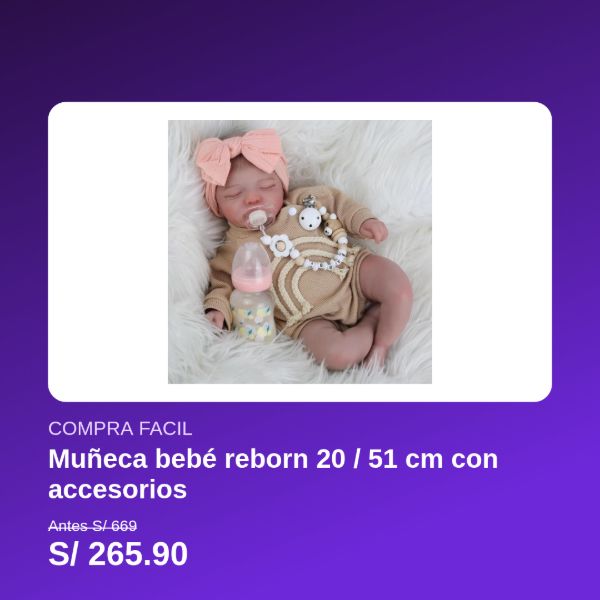 COMPRA FACIL
Muñeca bebé reborn 20 / 51 cm con
accesorios
Antes S/ 669
S/ 265.90